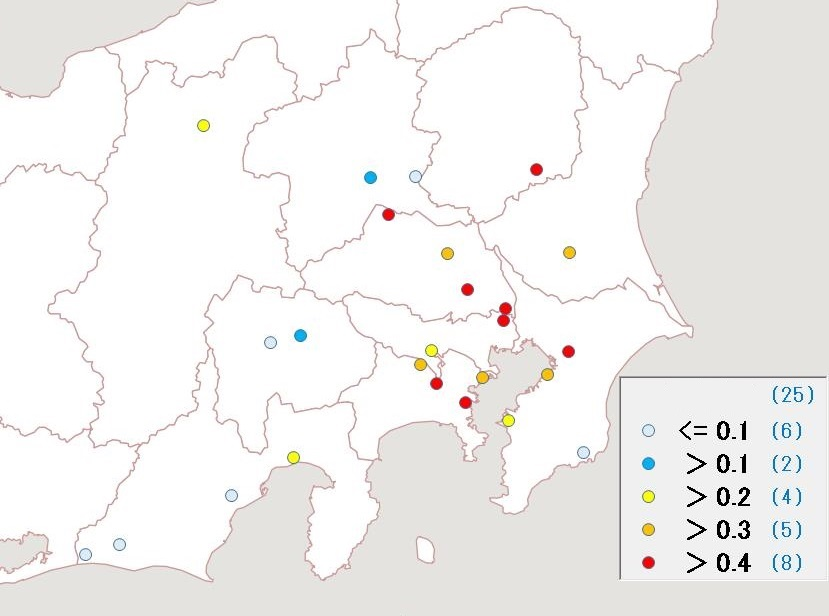 (25)
<= 0.1 (6)
> 0.1 (2)
> 0.2 (4)
> 0.3 (5)
> 0.4 (8)